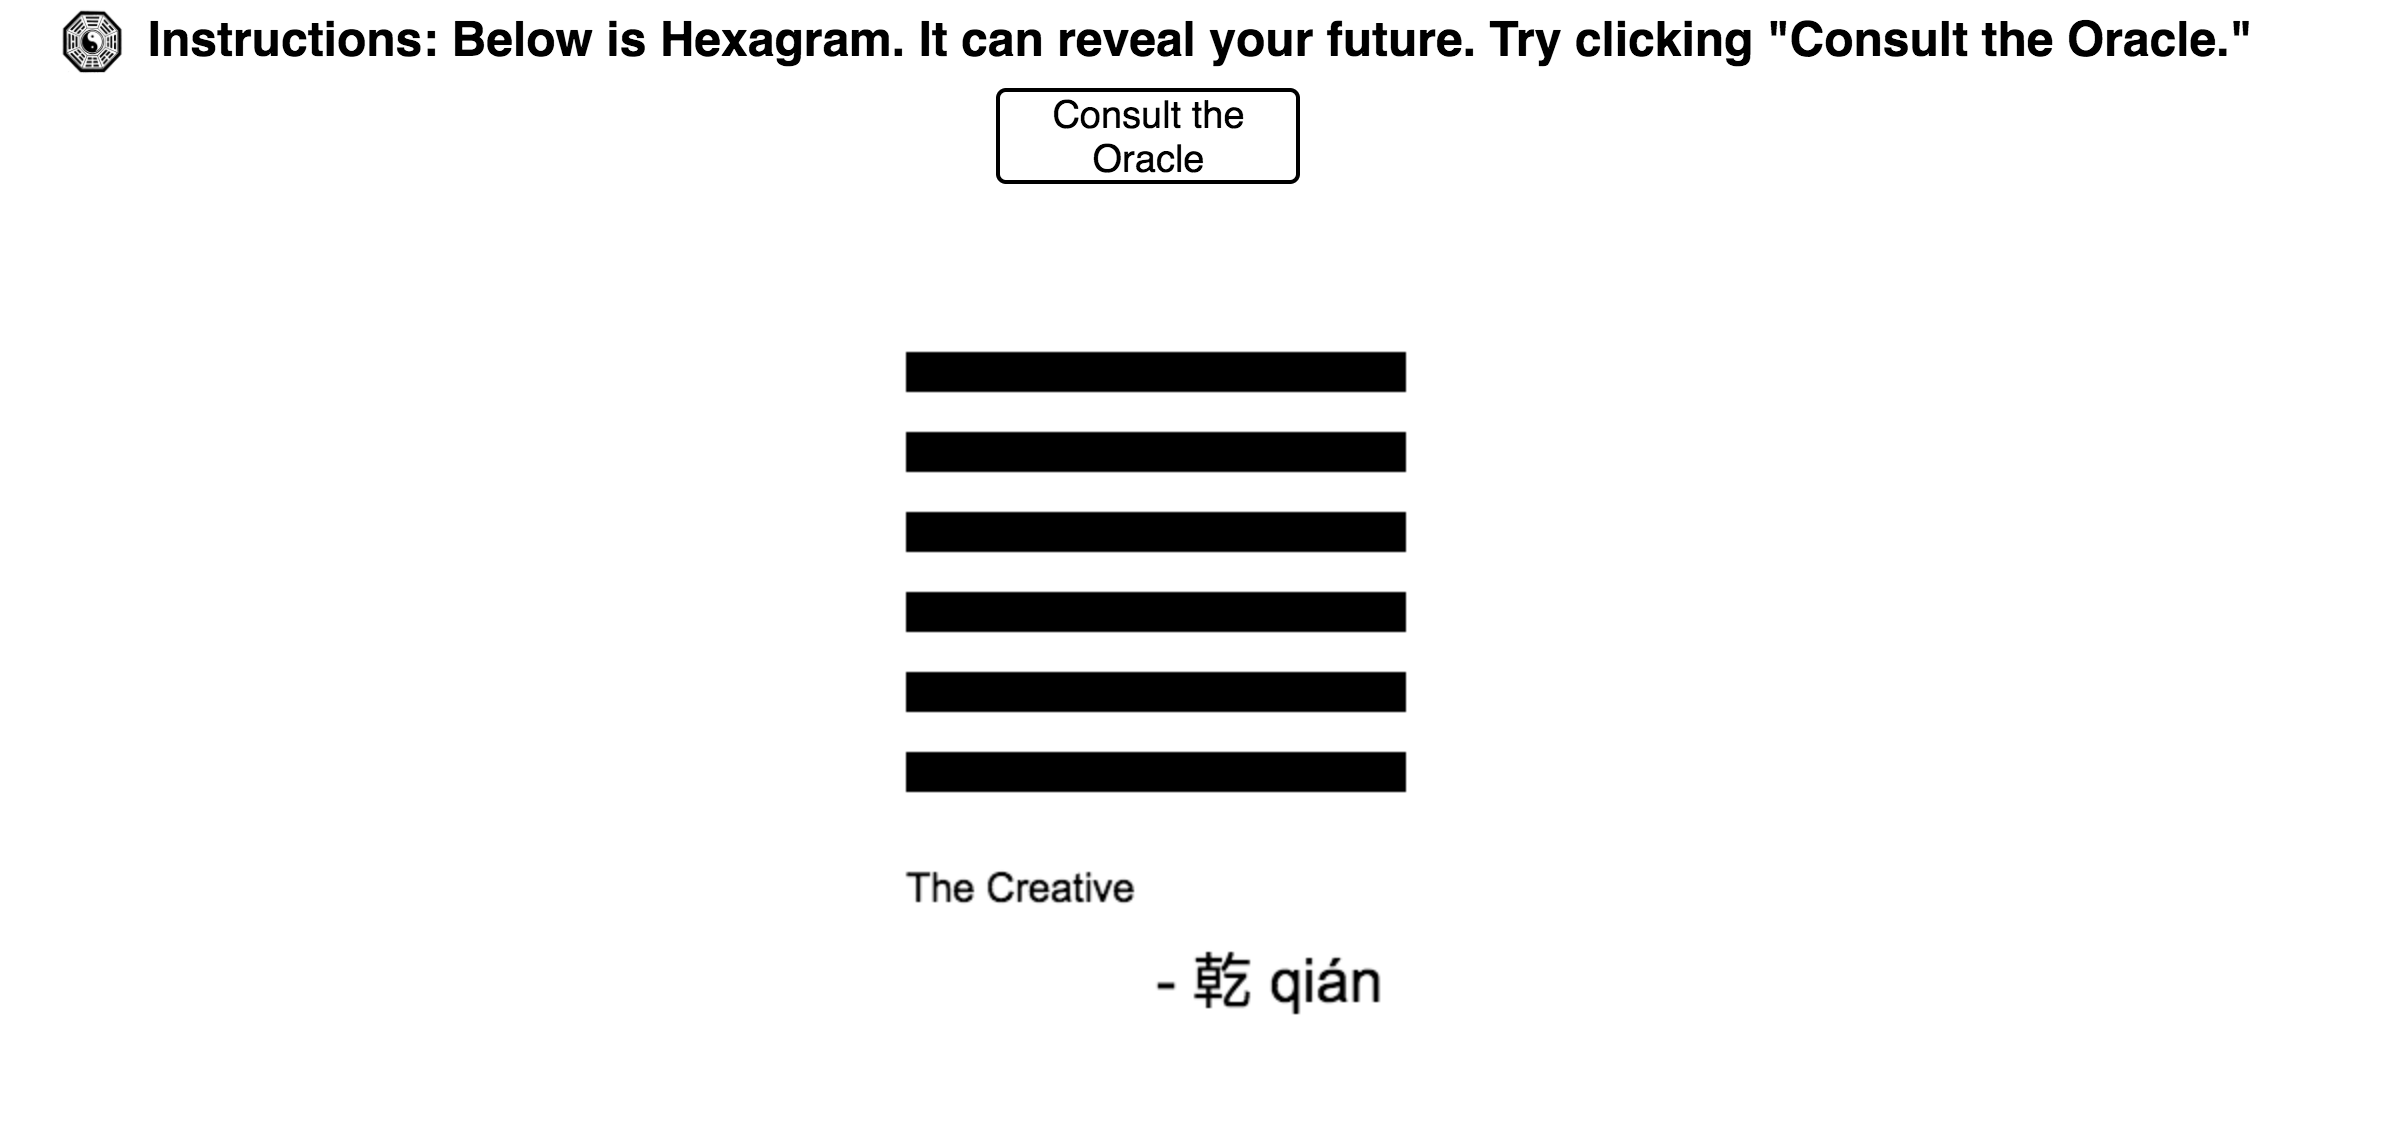 Instructions: Below is Hexagram. It can reveal your future. Try clicking "Consult the Oracle."
Consult the
Oracle
The Creative
- 乾 qián